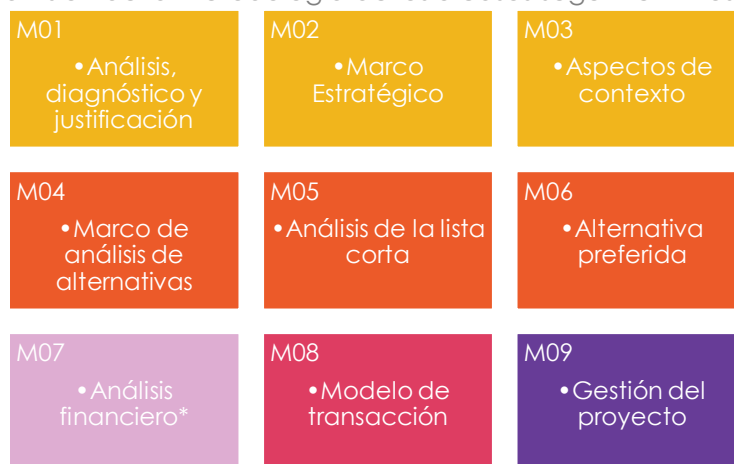 M01
•Análisis,
diagnóstico y
justificación
M02
•Marco
Estratégico
M03
•Aspectos de
contexto
M04
•Marco de
análisis de
alternativas
M05
•Análisis de la lista
corta
M06
•Alternativa
preferida
M07
•Análisis
financiero*
M08
•Modelo de
transacción
M09
•Gestión del
proyecto